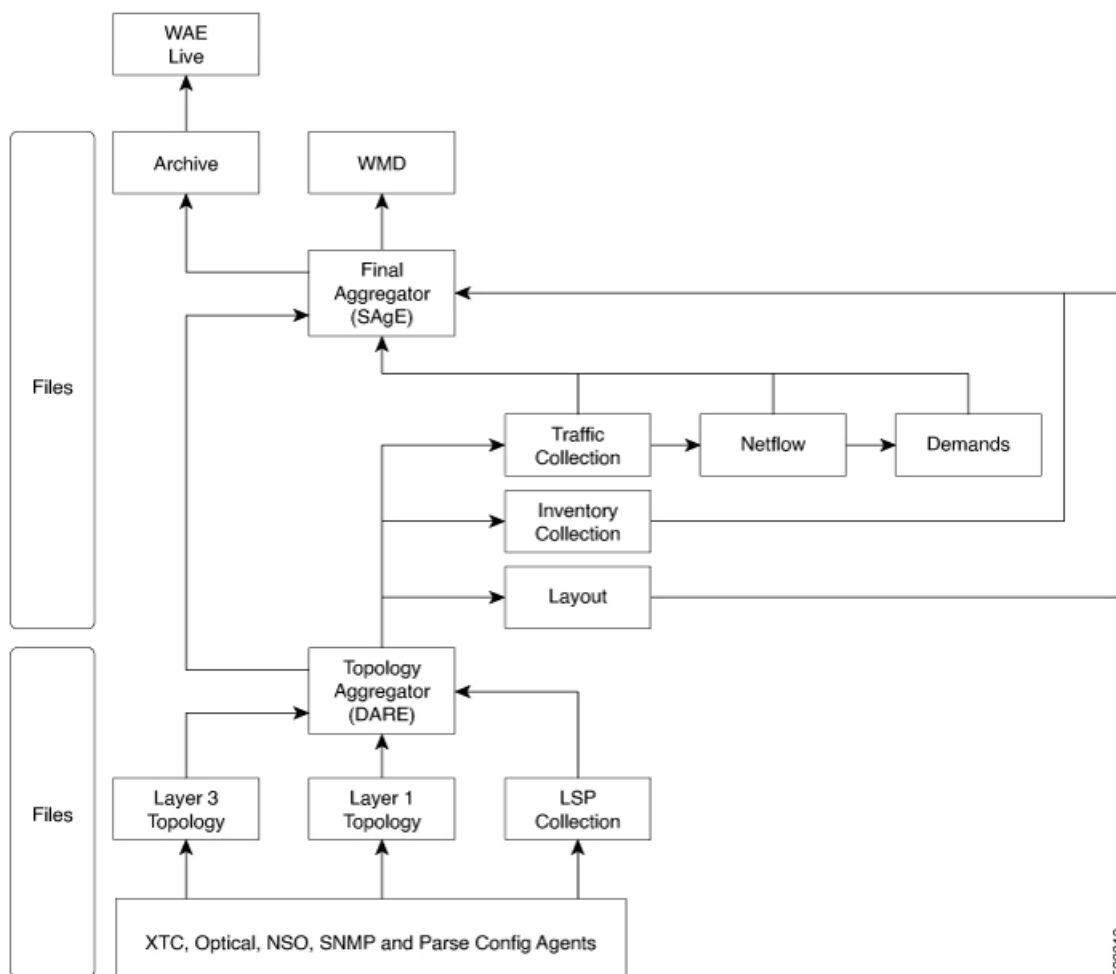 WAE
Live
Archive
WMD
Final
Aggregator
(SAgE)
Files
Traffic
Collection
Netflow
Demands
Inventory
Collection
Layout
Topology
Aggregator
(DARE)
Files
Layer 3
Topology
Layer 1
Topology
LSP
Collection
XTC, Optical, NSO, SNMP and Parse Config Agents